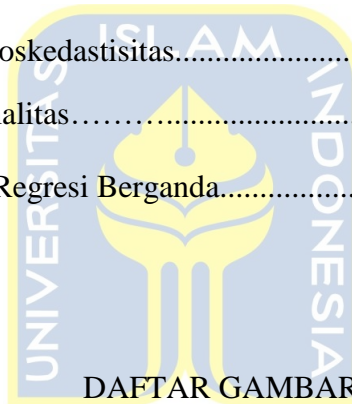 ISLAM
UNIVERSITAS
INDONESIA
oskedastisitas.....................
alitas………......................
Regresi Berganda..................
DAFTAR GAMBAR